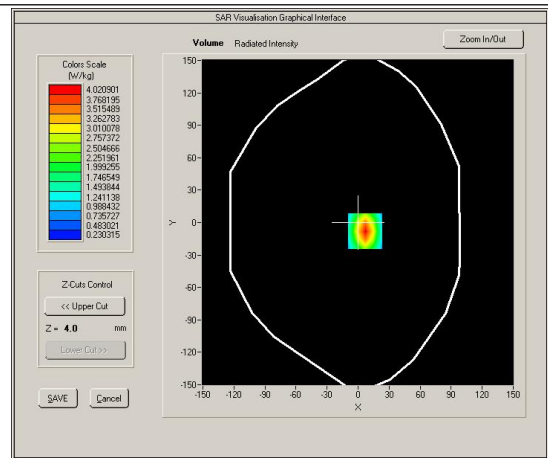 SAR Visualisation Graphical Interface
Volume Radiated Intensity
Zoom In/Out
Colors Scale
(W/kg)
4.020901
3.768195
3.515489
3.262783
3.010078
2.757372
2.504666
2.251961
1.999255
1.746549
1.493844
1.241138
0.988432
0.735727
0.483021
0.230315
Z-Cuts Control
<< Upper Cut
Z = 4.0 mm
Lower Cut >>
SAVE Cancel
150
120
90
60
30
Y 0
-30
-60
-90
-120
-150
-150 -120 -90 -60 -30 0 30 60 90 120 150
X